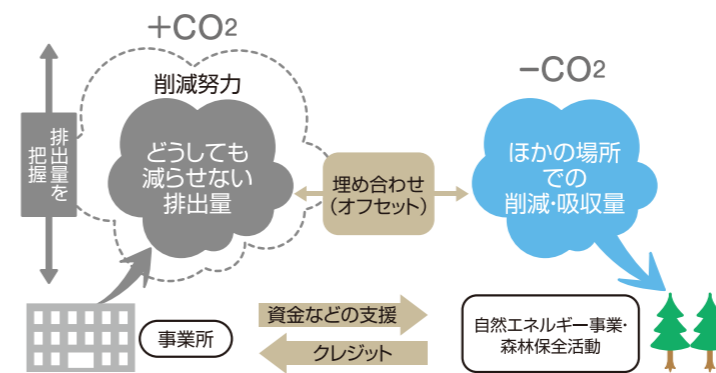 +CO2
削減努力
排出量を
把握
どうしても
減らせない
排出量
埋め合わせ
（オフセット）
−CO2
ほかの場所
での
削減・吸収量
事業所
資金などの支援
クレジット
自然エネルギー事業・
森林保全活動